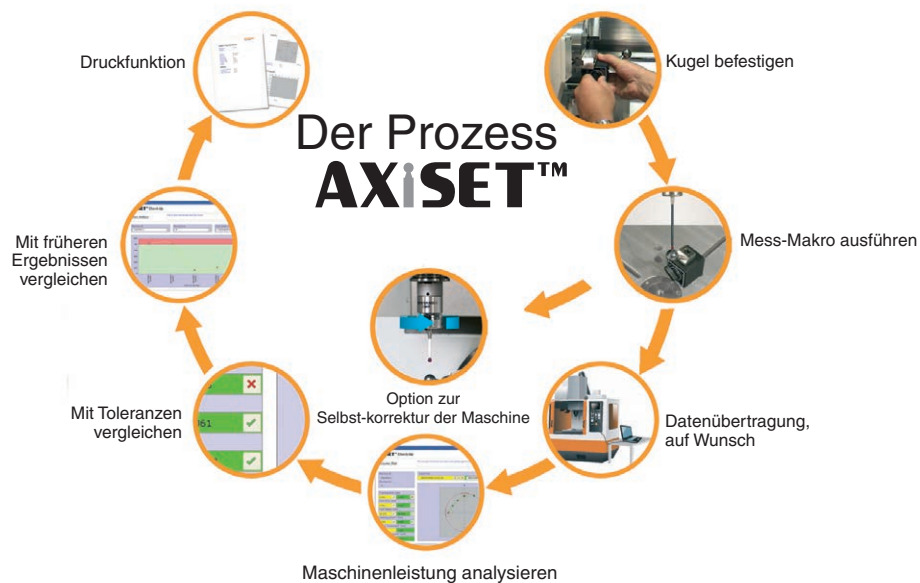 Der Prozess
AXiSET™
Kugel befestigen
Mess-Makro ausführen
Option zur
Selbst-korrektur der Maschine
Datenübertragung,
auf Wunsch
Maschinenleistung analysieren
Mit Toleranzen
vergleichen
061
Mit früheren
Ergebnissen
vergleichen
Druckfunktion